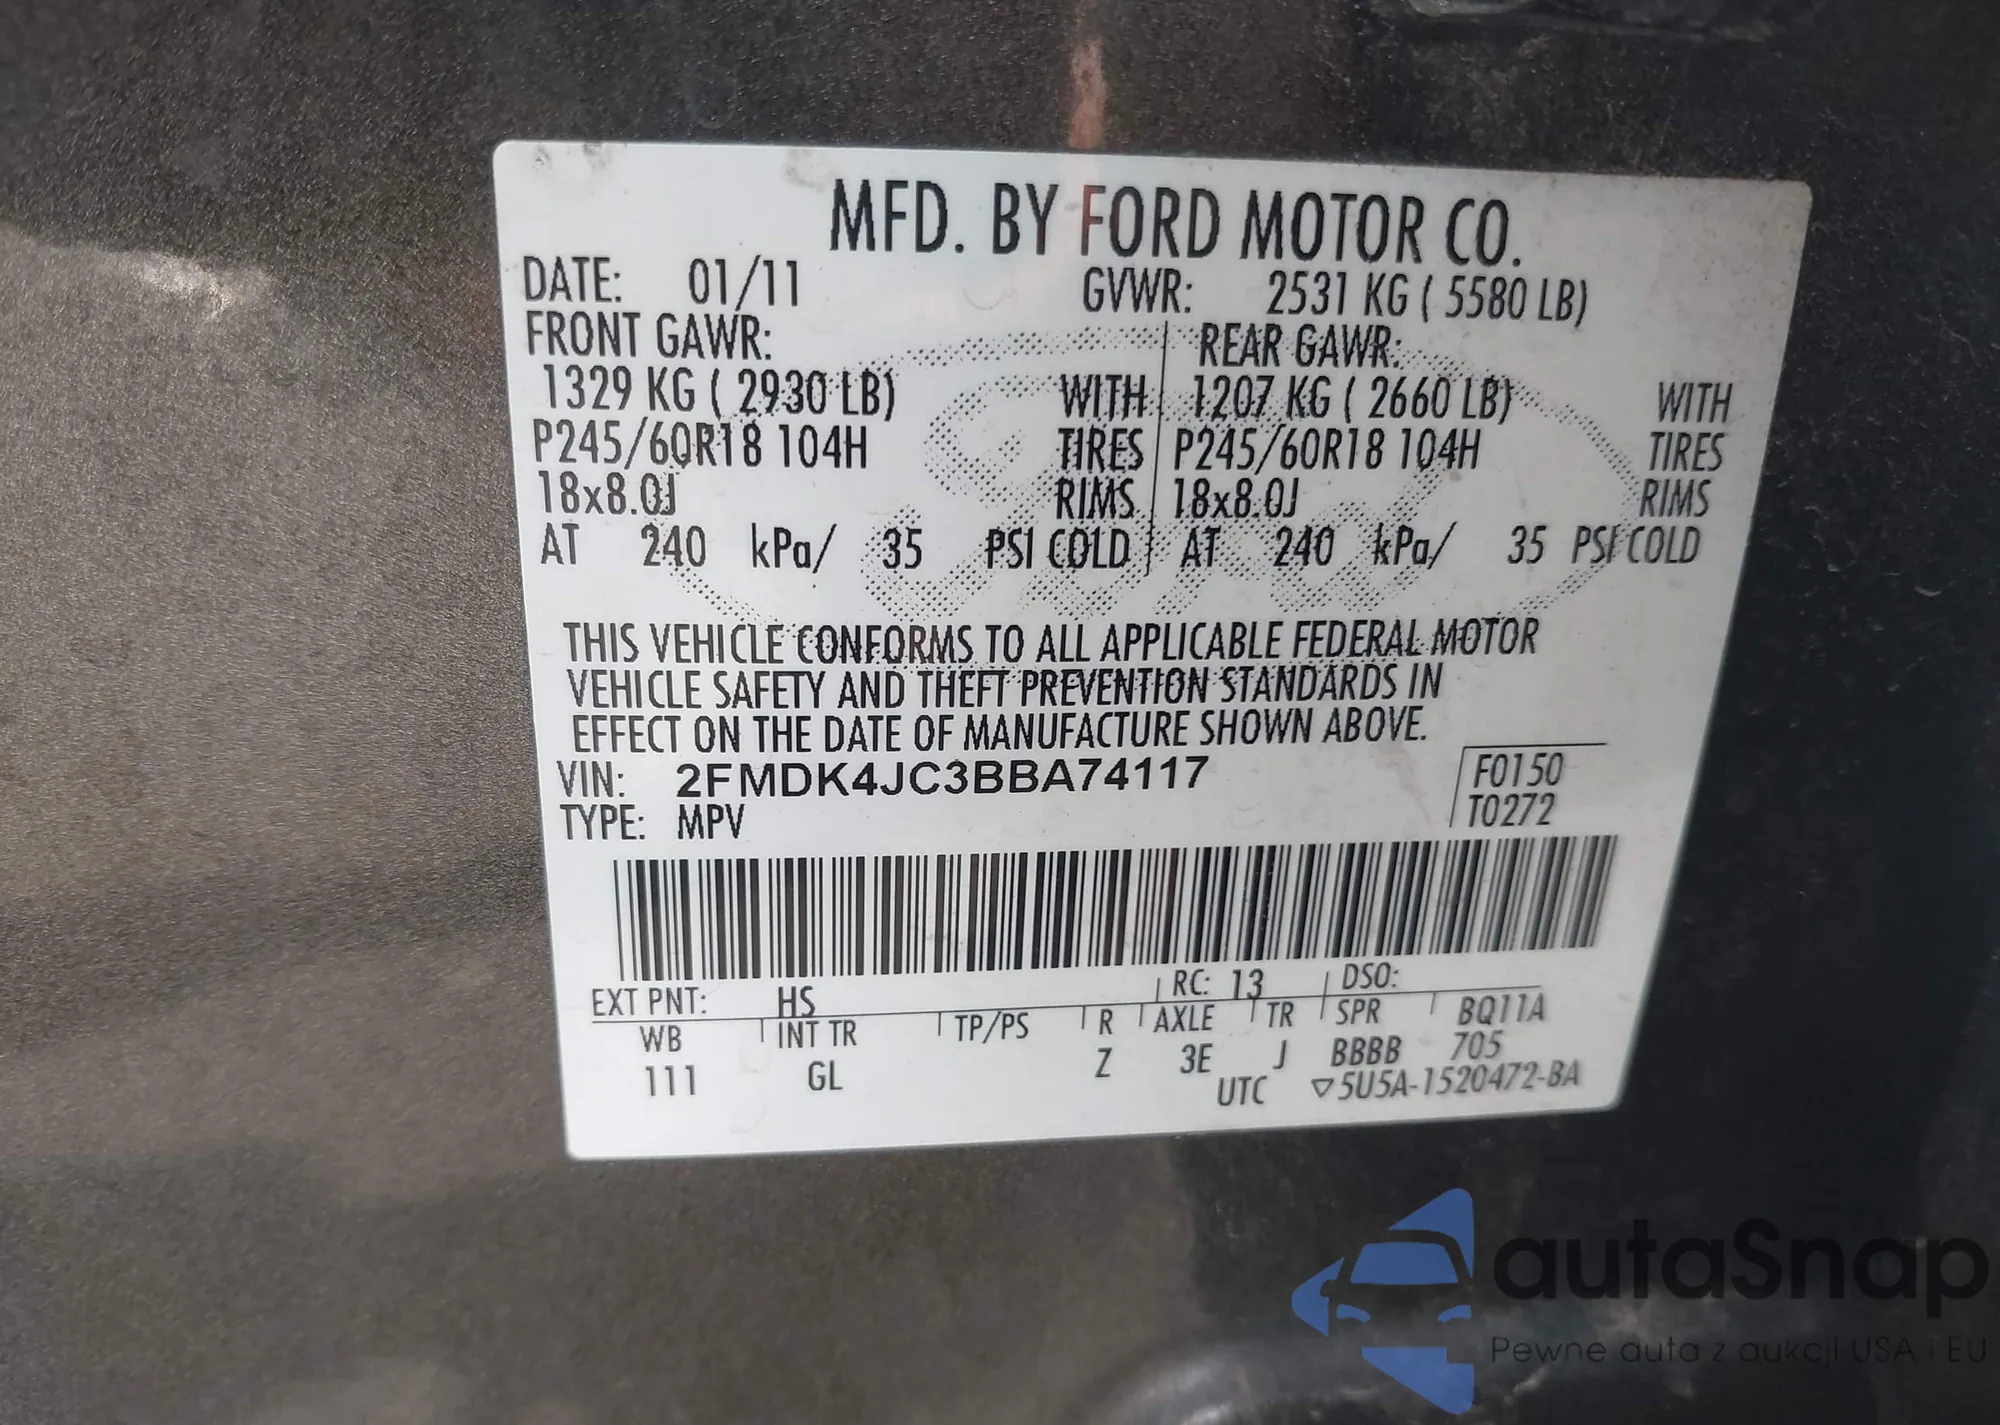 MFD. BY FORD MOTOR CO.
DATE: 01/11 GVWR: 2531 KG ( 5580 LB)
FRONT GAWR: REAR GAWR:
1329 KG ( 2930 LB) WITH 1207 KG ( 2660 LB) WITH
P245/60R18 104H TIRES P245/60R18 104H TIRES
18x8.0J RIMS 18x8.0J RIMS
AT 240 kPa/ 35 PSI COLD AT 240 kPa/ 35 PSI COLD
THIS VEHICLE CONFORMS TO ALL APPLICABLE FEDERAL MOTOR
VEHICLE SAFETY AND THEFT PREVENTION STANDARDS IN
EFFECT ON THE DATE OF MANUFACTURE SHOWN ABOVE.
VIN: 2FMDK4JC3BBA74117 F0150
TYPE: MPV T0272
EXT PNT: HS RC: 13 DSO:
WB INT TR TP/PS R AXLE TR SPR BQ11A
111 GL Z 3E J BBBB 705
UTC ▽5U5A-1520472-BA
autaSnap
Pewne auta z aukcji USA i EU